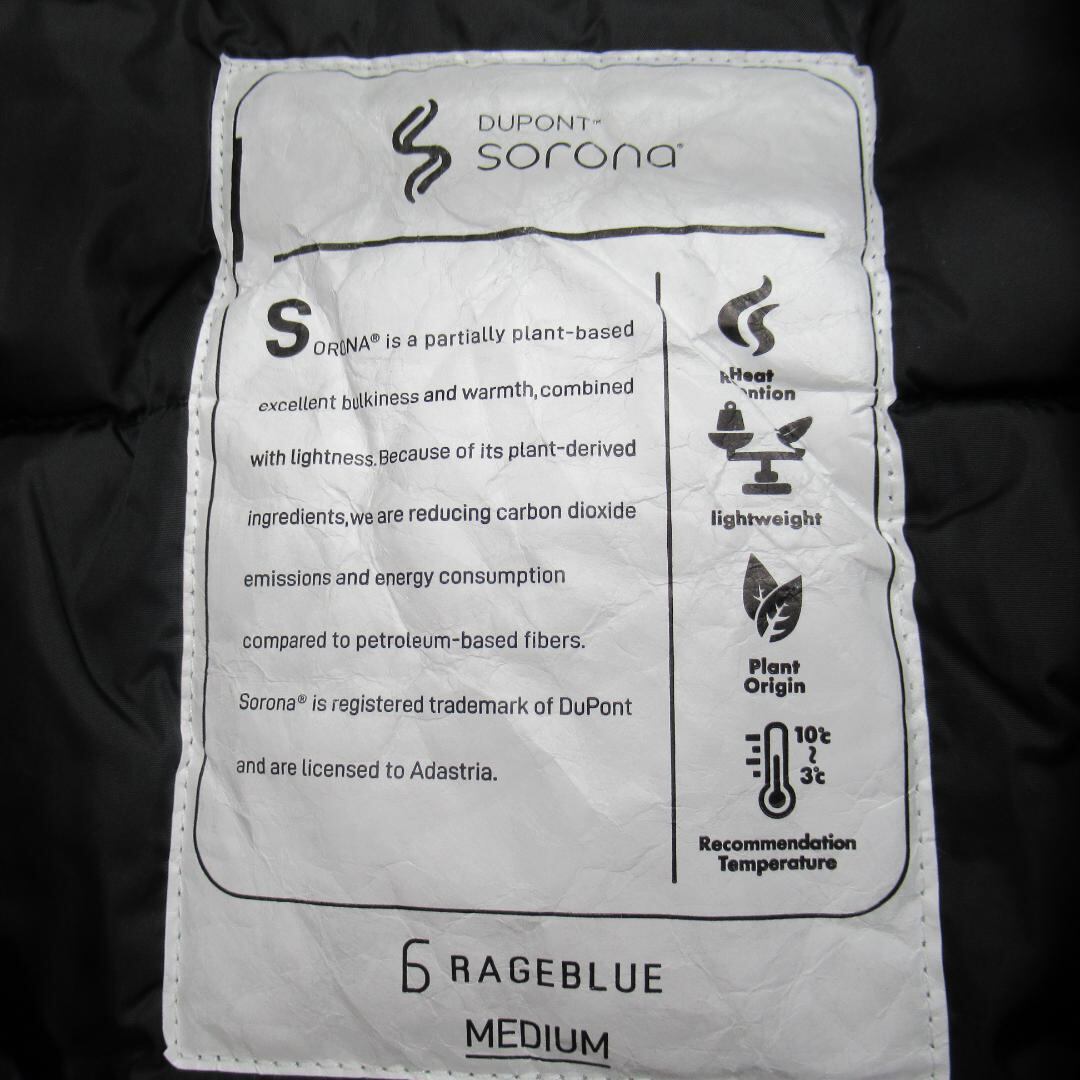 DUPONT™
sorona®
SORONA® is a partially plant-based
excellent bulkiness and warmth, combined
with lightness. Because of its plant-derived
ingredients, we are reducing carbon dioxide
emissions and energy consumption
compared to petroleum-based fibers.
Sorona® is registered trademark of DuPont
and are licensed to Adastria.
Heat
lightweight
Plant
Origin
10℃
~
3℃
Recommendation
Temperature
RAGEBLUE
MEDIUM